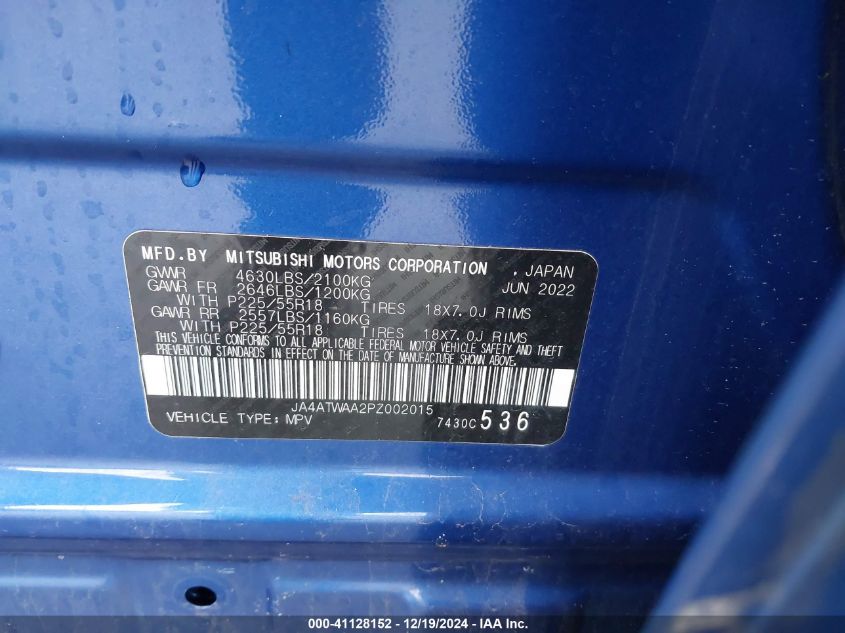 MFD.BY MITSUBISHI MOTORS CORPORATION , JAPAN
GVWR 4630LBS/2100KG JUN 2022
GAWR FR 2646LBS/1200KG
WITH P225/55R18 TIRES 18X7.0J RIMS
GAWR RR 2557LBS/1160KG
WITH P225/55R18 TIRES 18X7.0J RIMS
THIS VEHICLE CONFORMS TO ALL APPLICABLE FEDERAL MOTOR VEHICLE SAFETY AND THEFT
PREVENTION STANDARDS IN EFFECT ON THE DATE OF MANUFACTURE SHOWN ABOVE.
JA4ATWAA2PZ002015
VEHICLE TYPE: MPV 7430C 536
000-41128152 - 12/19/2024 - IAA Inc.